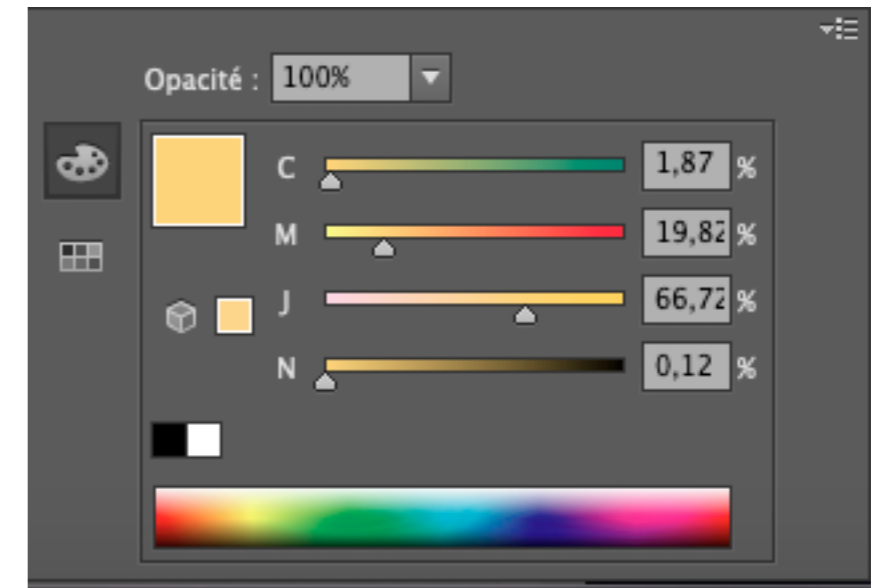 Opacité : 100%
C 1,87 %
M 19,82 %
J 66,72 %
N 0,12 %